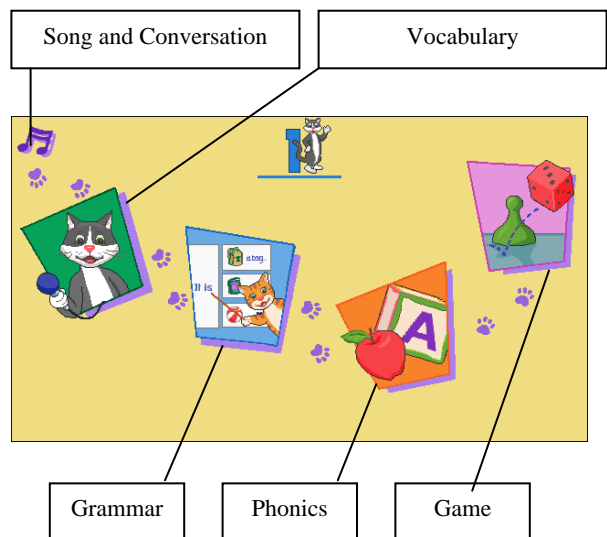 Song and Conversation
Vocabulary
1
a bag.
It is
A
Grammar
Phonics
Game